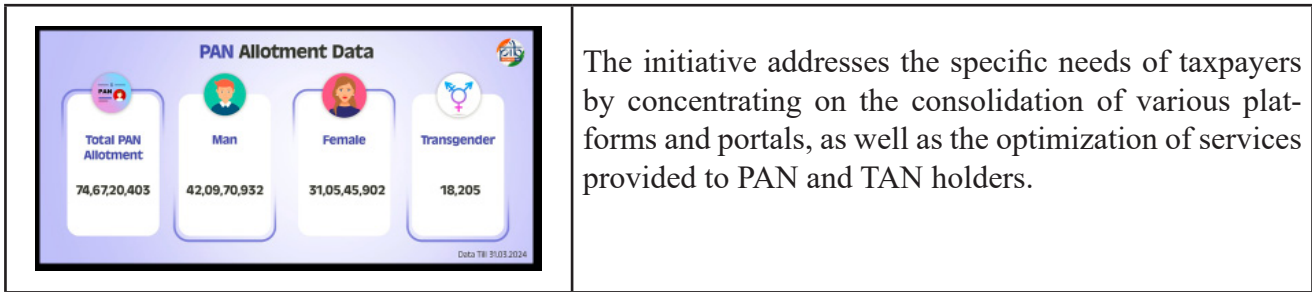 PAN Allotment Data
pib
PAN
Total PAN
Allotment
74,67,20,403
Man
42,09,70,932
Female
31,05,45,902
Transgender
18,205
Data Till 31.03.2024
The initiative addresses the specific needs of taxpayers
by concentrating on the consolidation of various plat-
forms and portals, as well as the optimization of services
provided to PAN and TAN holders.